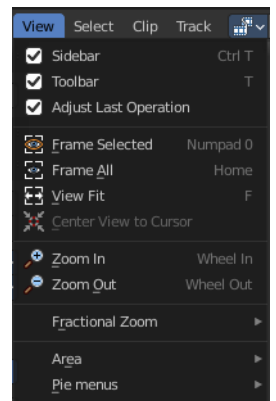 View Select Clip Track
Sidebar Ctrl T
Toolbar T
Adjust Last Operation
Frame Selected Numpad 0
Frame All Home
View Fit F
Center View to Cursor
Zoom In Wheel In
Zoom Out Wheel Out
Fractional Zoom
Area
Pie menus